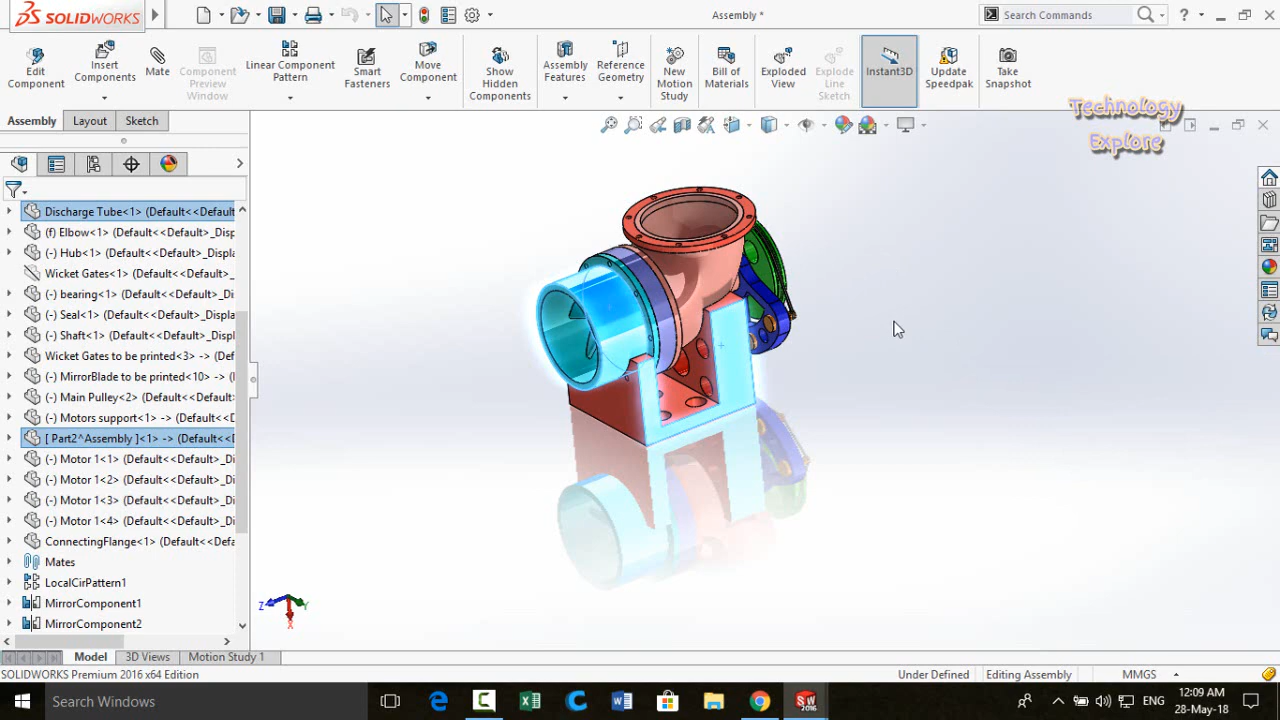 SOLIDWORKS
Assembly *
Search Commands
Edit Component
Insert Components
Mate
Component Preview Window
Linear Component Pattern
Smart Fasteners
Move Component
Show Hidden Components
Assembly Features
Reference Geometry
New Motion Study
Bill of Materials
Exploded View
Explode Line Sketch
Instant3D
Update Speedpak
Take Snapshot
Technology
Explore
Assembly
Layout
Sketch
Discharge Tube<1> (Default<<Default
(f) Elbow<1> (Default<<Default>_Disp
(-) Hub<1> (Default<<Default>_Displa
Wicket Gates<1> (Default<<Default>_
(-) bearing<1> (Default<<Default>_Di
(-) Seal<1> (Default<<Default>_Displa
(-) Shaft<1> (Default<<Default>_Displa
Wicket Gates to be printed<3> -> (Def
(-) MirrorBlade to be printed<10> -> (I
(-) Main Pulley<2> (Default<<Default>
(-) Motors support<1> -> (Default<<D
[ Part2^Assembly ]<1> -> (Default<<D
(-) Motor 1<1> (Default<<Default>_Di
(-) Motor 1<2> (Default<<Default>_Di
(-) Motor 1<3> (Default<<Default>_Di
(-) Motor 1<4> (Default<<Default>_Di
ConnectingFlange<1> (Default<<Defa
Mates
LocalCirPattern1
MirrorComponent1
MirrorComponent2
Z
Y
X
Model
3D Views
Motion Study 1
SOLIDWORKS Premium 2016 x64 Edition
Under Defined
Editing Assembly
MMGS
Search Windows
ENG
12:09 AM
28-May-18